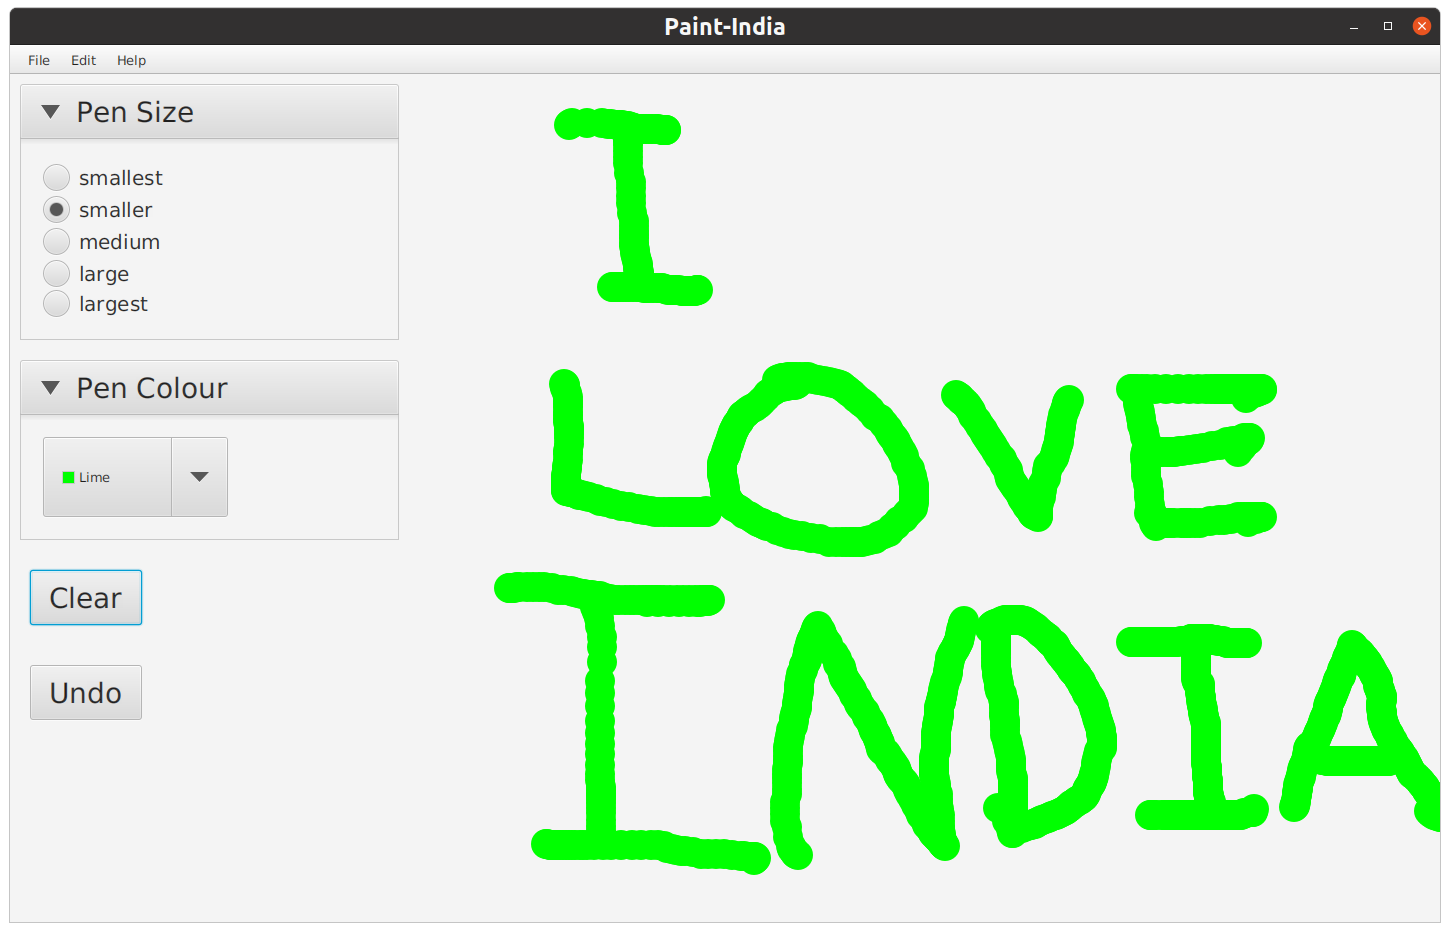 Paint-India
File Edit Help
Pen Size
smallest
smaller
medium
large
largest
Pen Colour
Lime
Clear
Undo
I
LOVE
INDIA